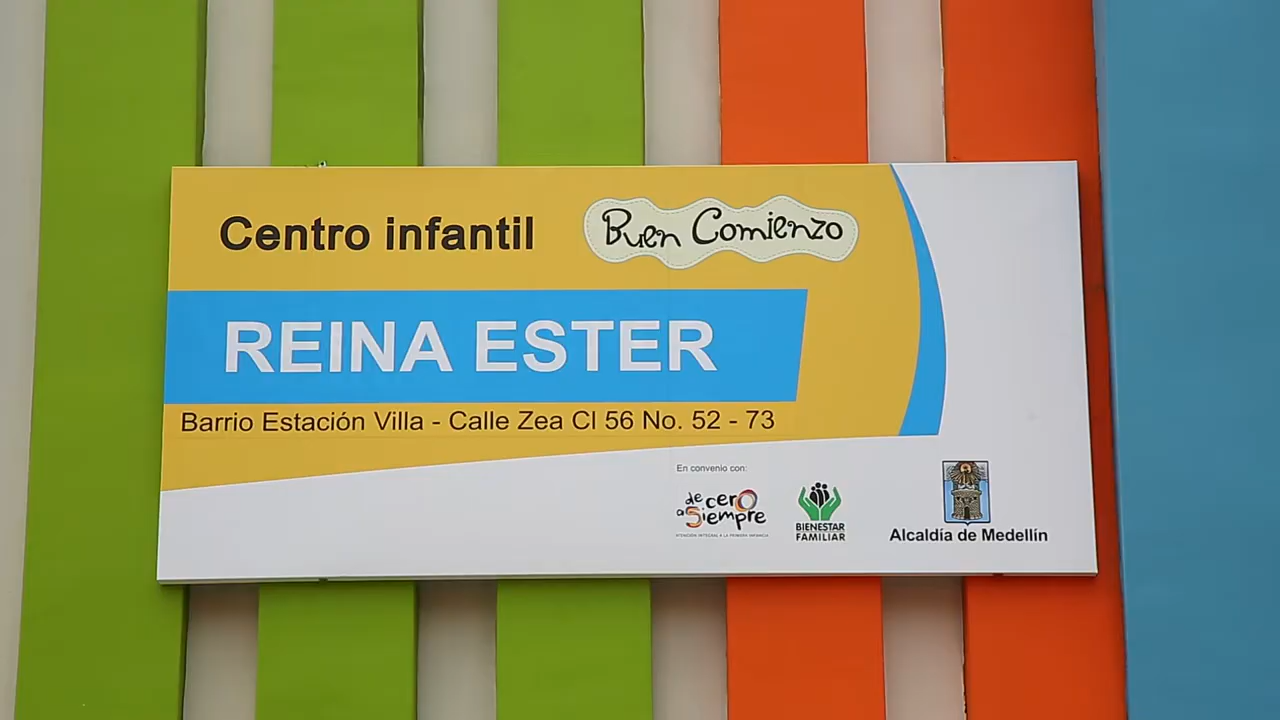 Centro infantil
Buen Comienzo
REINA ESTER
Barrio Estación Villa - Calle Zea Cl 56 No. 52 - 73
En convenio con:
de cero
a 5iempre
ATENCIÓN INTEGRAL A LA PRIMERA INFANCIA
BIENESTAR
FAMILIAR
Alcaldía de Medellín